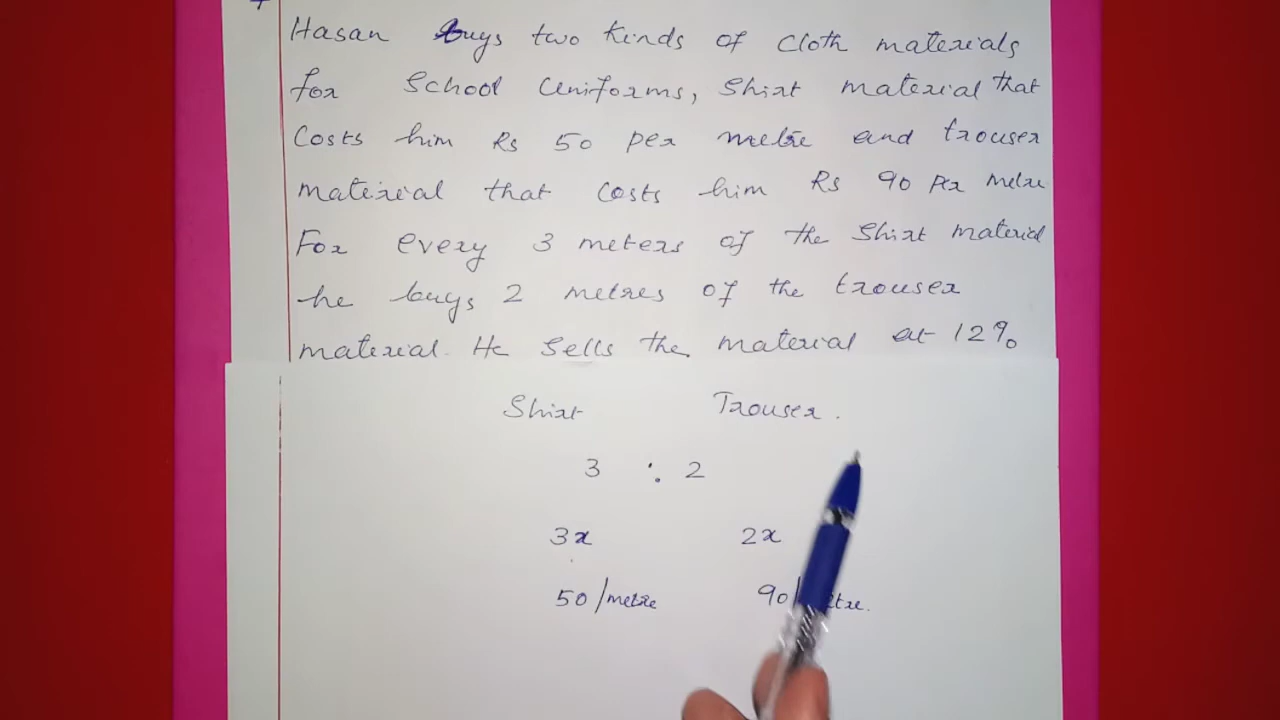 Hasan buys two kinds of cloth materials
for School Uniforms, Shirt material that
Costs him Rs 50 per metre and trouser
material that costs him Rs 90 per metre
For every 3 meters of the Shirt material
he buys 2 metres of the trouser
material. He Sells the material at 12%
Shirt Trouser.
3 : 2
3x 2x
50/metre 90/metre.